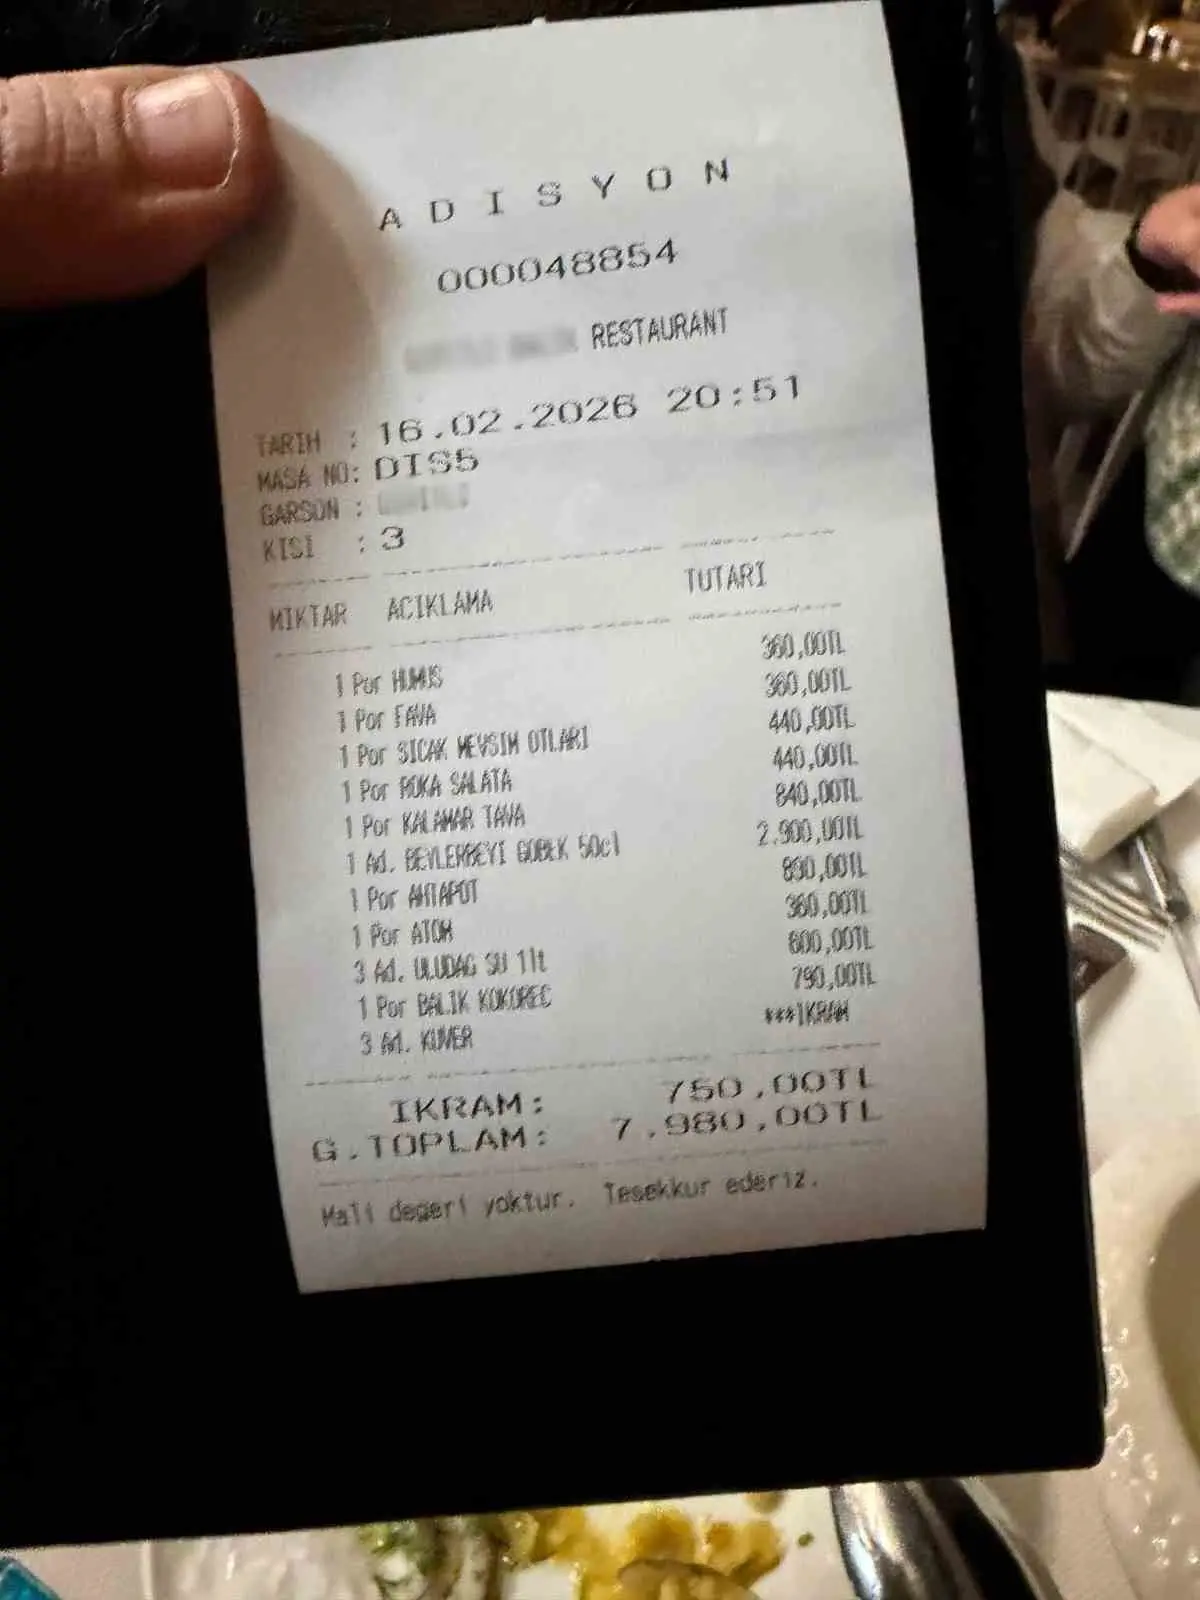 A D I S Y O N
000048854
RESTAURANT
TARIH : 16.02.2026 20:51
MASA NO: DIS5
GARSON :
KISI : 3
MIKTAR ACIKLAMA TUTARI
1 Por HUMUS 360,00TL
1 Por FAVA 360,00TL
1 Por SICAK MEVSIM OTLARI 440,00TL
1 Por ROKA SALATA 440,00TL
1 Por KALAMAR TAVA 840,00TL
1 Ad. BEYLERBEYI GOBEK 50cl 2.900,00TL
1 Por AHTAPOT 890,00TL
1 Por ATOM 360,00TL
3 Ad. ULUDAG SU 1lt 600,00TL
1 Por BALIK KOKOREC 790,00TL
3 Ad. KUVER ***IKRAM
IKRAM: 750,00TL
G.TOPLAM: 7.980,00TL
Mali degeri yoktur. Tesekkur ederiz.